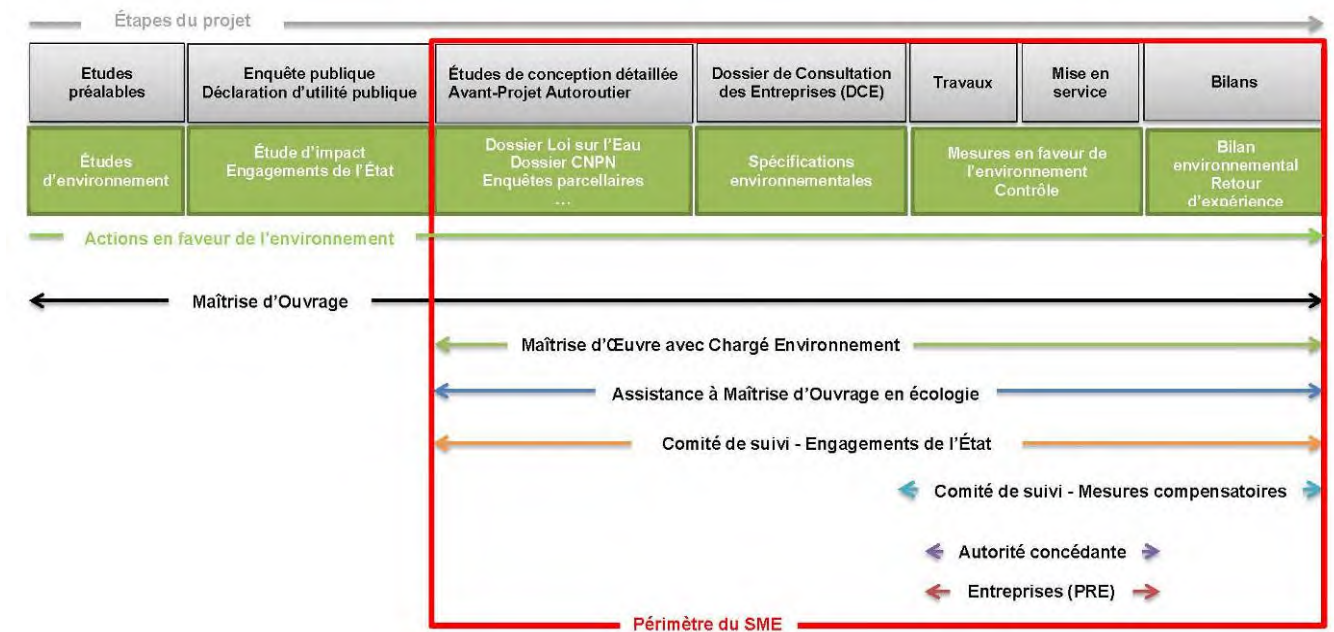 Étapes du projet
Etudes
préalables
Enquête publique
Déclaration d'utilité publique
Études de conception détaillée
Avant-Projet Autoroutier
Dossier de Consultation
des Entreprises (DCE)
Travaux
Mise en
service
Bilans
Études
d'environnement
Étude d'impact
Engagements de l'État
Dossier Loi sur l'Eau
Dossier CNPN
Enquêtes parcellaires
...
Spécifications
environnementales
Mesures en faveur de
l'environnement
Contrôle
Bilan
environnemental
Retour
d'expérience
Actions en faveur de l'environnement
Maîtrise d'Ouvrage
Maîtrise d'Œuvre avec Chargé Environnement
Assistance à Maîtrise d'Ouvrage en écologie
Comité de suivi - Engagements de l'État
Comité de suivi - Mesures compensatoires
Autorité concédante
Entreprises (PRE)
Périmètre du SME